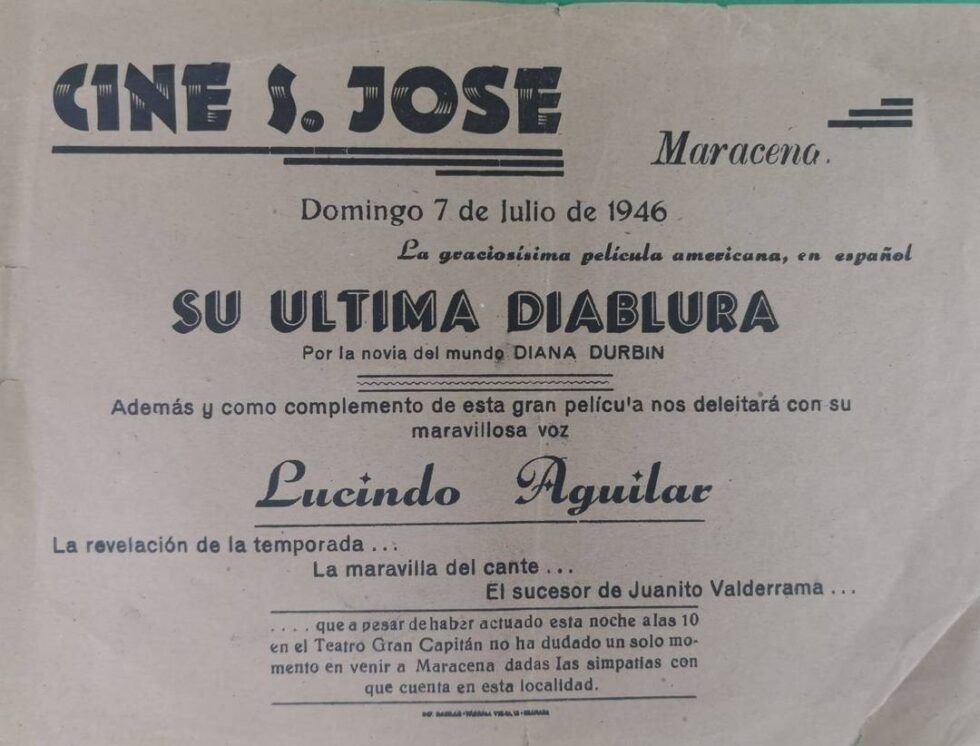 CINE S. JOSE
Maracena.
Domingo 7 de Julio de 1946
La graciosísima película americana, en español
SU ULTIMA DIABLURA
Por la novia del mundo DIANA DURBIN
Además y como complemento de esta gran pelícu'a nos deleitará con su
maravillosa voz
Lucindo Aguilar
La revelación de la temporada ...
La maravilla del cante ...
El sucesor de Juanito Valderrama ...
.... que a pesar de haber actuado esta noche a las 10
en el Teatro Gran Capitán no ha dudado un solo mo-
mento en venir a Maracena dadas las simpatias con
que cuenta en esta localidad.